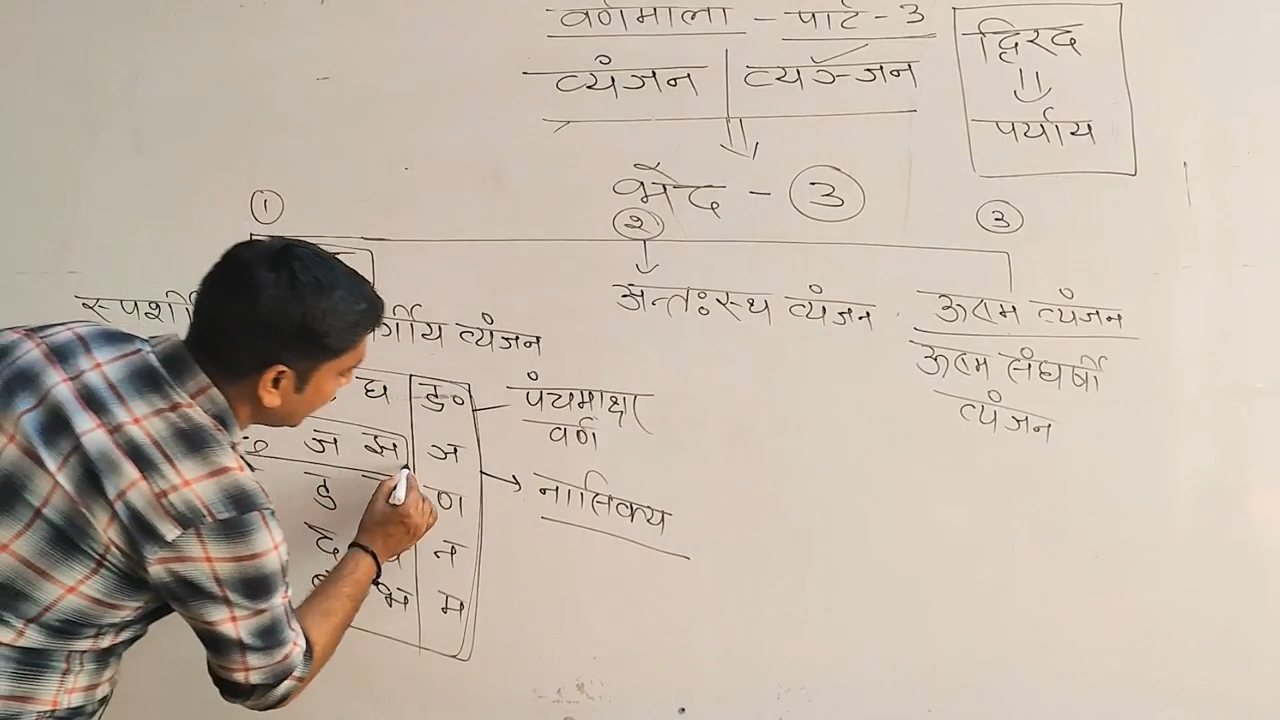 वर्णमाला - पार्ट - 3
व्यंजन | व्यञ्जन
द्विरद
पर्याय
भेद - 3
1
2
3
अन्तःस्थ व्यंजन
ऊष्म व्यंजन
ऊष्म संघर्षी
व्यंजन
व्यंजन
घ ङ
ज झ ञ
ड ण
द न
भ म
पंचमाक्षर
वर्ण
नासिक्य